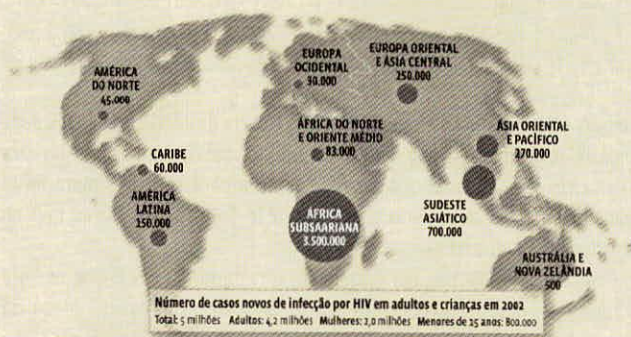 AMÉRICA
DO NORTE
45.000
EUROPA
OCIDENTAL
30.000
EUROPA ORIENTAL
E ÁSIA CENTRAL
250.000
CARIBE
60.000
ÁFRICA DO NORTE
E ORIENTE MÉDIO
83.000
ÁSIA ORIENTAL
E PACÍFICO
270.000
AMÉRICA
LATINA
150.000
ÁFRICA
SUBSAARIANA
3.500.000
SUDESTE
ASIÁTICO
700.000
AUSTRÁLIA E
NOVA ZELÂNDIA
500
Número de casos novos de infecção por HIV em adultos e crianças em 2002
Total: 5 milhões Adultos: 4,2 milhões Mulheres: 2,0 milhões Menores de 15 anos: 800.000